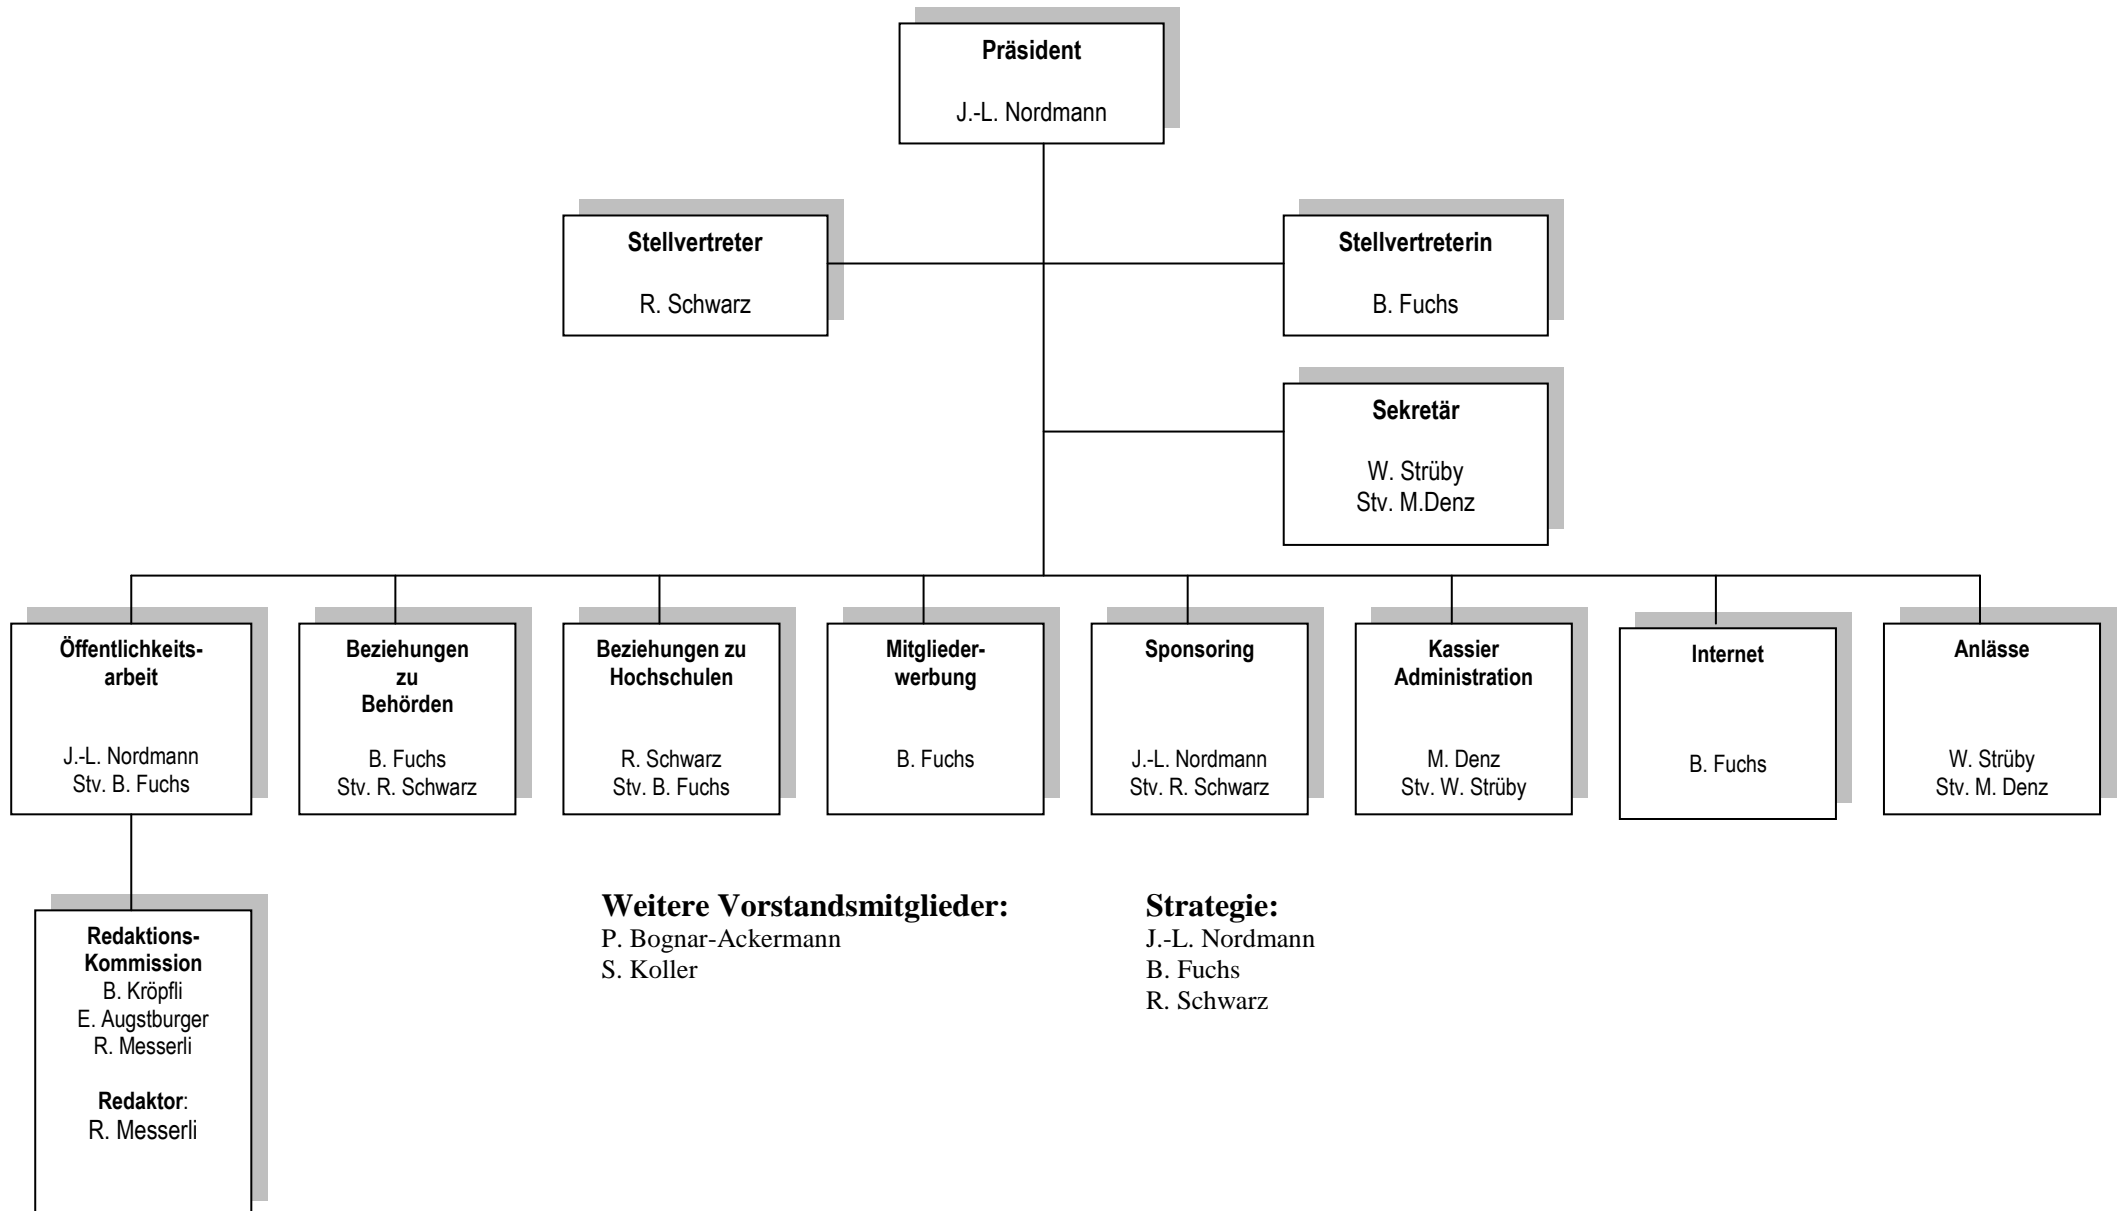 Präsident
J.-L. Nordmann
Stellvertreter
R. Schwarz
Stellvertreterin
B. Fuchs
Sekretär
W. Strüby
Stv. M.Denz
Öffentlichkeits-
arbeit
J.-L. Nordmann
Stv. B. Fuchs
Beziehungen
zu
Behörden
B. Fuchs
Stv. R. Schwarz
Beziehungen zu
Hochschulen
R. Schwarz
Stv. B. Fuchs
Mitglieder-
werbung
B. Fuchs
Sponsoring
J.-L. Nordmann
Stv. R. Schwarz
Kassier
Administration
M. Denz
Stv. W. Strüby
Internet
B. Fuchs
Anlässe
W. Strüby
Stv. M. Denz
Redaktions-
Kommission
B. Kröpfli
E. Augstburger
R. Messerli
Redaktor:
R. Messerli
Weitere Vorstandsmitglieder:
P. Bognar-Ackermann
S. Koller
Strategie:
J.-L. Nordmann
B. Fuchs
R. Schwarz